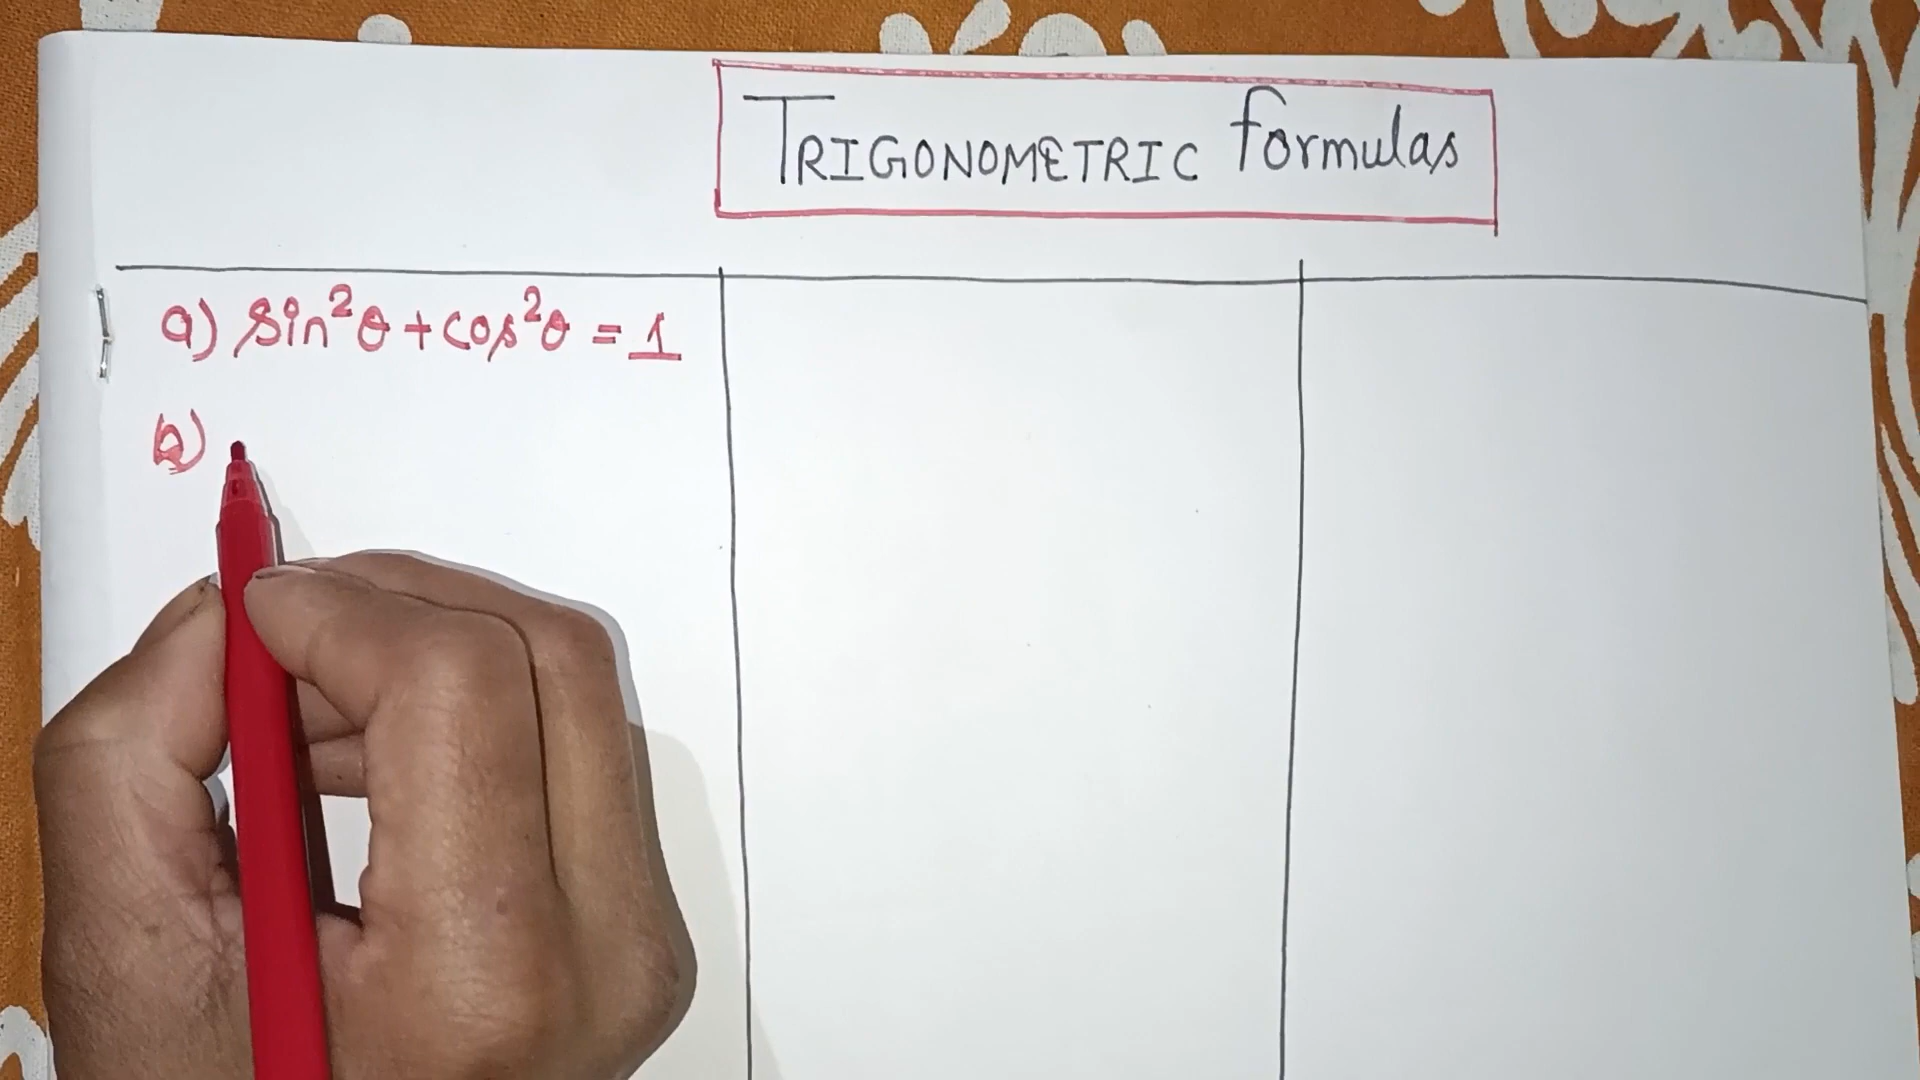 TRIGONOMETRIC formulas
a) sin²θ + cos²θ = 1